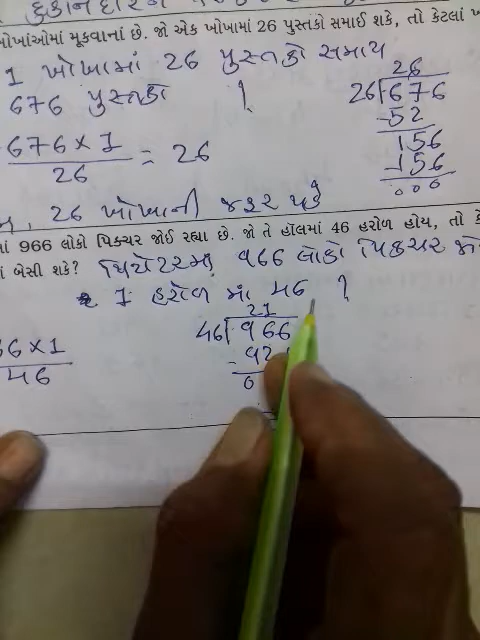 દુકાનદારને
ખોખાંઓમાં મૂકવાનાં છે. જો એક ખોખામાં 26 પુસ્તકો સમાઈ શકે, તો કેટલાં
1 ખોખામાં 26 પુસ્તકો સમાય
676 પુસ્તકો ?
676 x 1
26
= 26
26
26 676
-52
156
-156
000
26 ખોખાની જરૂર પડે
માં 966 લોકો પિક્ચર જોઈ રહ્યા છે. જો તે હૉલમાં 46 હરોળ હોય, તો
બેસી શકે? થિયેટરમાં 966 લોકો પિક્ચર
1 હરોળ માં 46 ?
66 x 1
46
21
46 966
-92
0